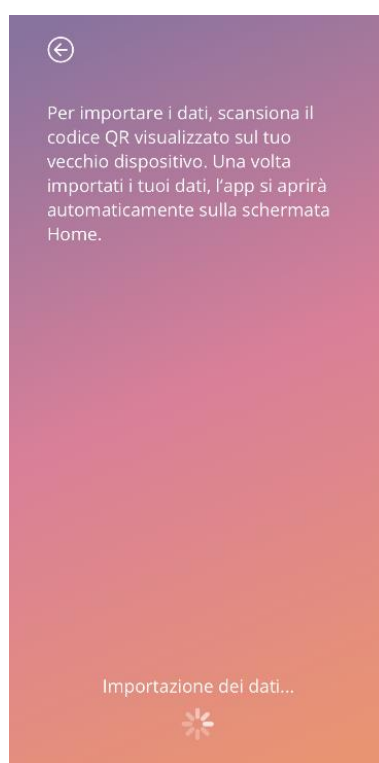 Per importare i dati, scansiona il
codice QR visualizzato sul tuo
vecchio dispositivo. Una volta
importati i tuoi dati, l’app si aprirà
automaticamente sulla schermata
Home.
Importazione dei dati...